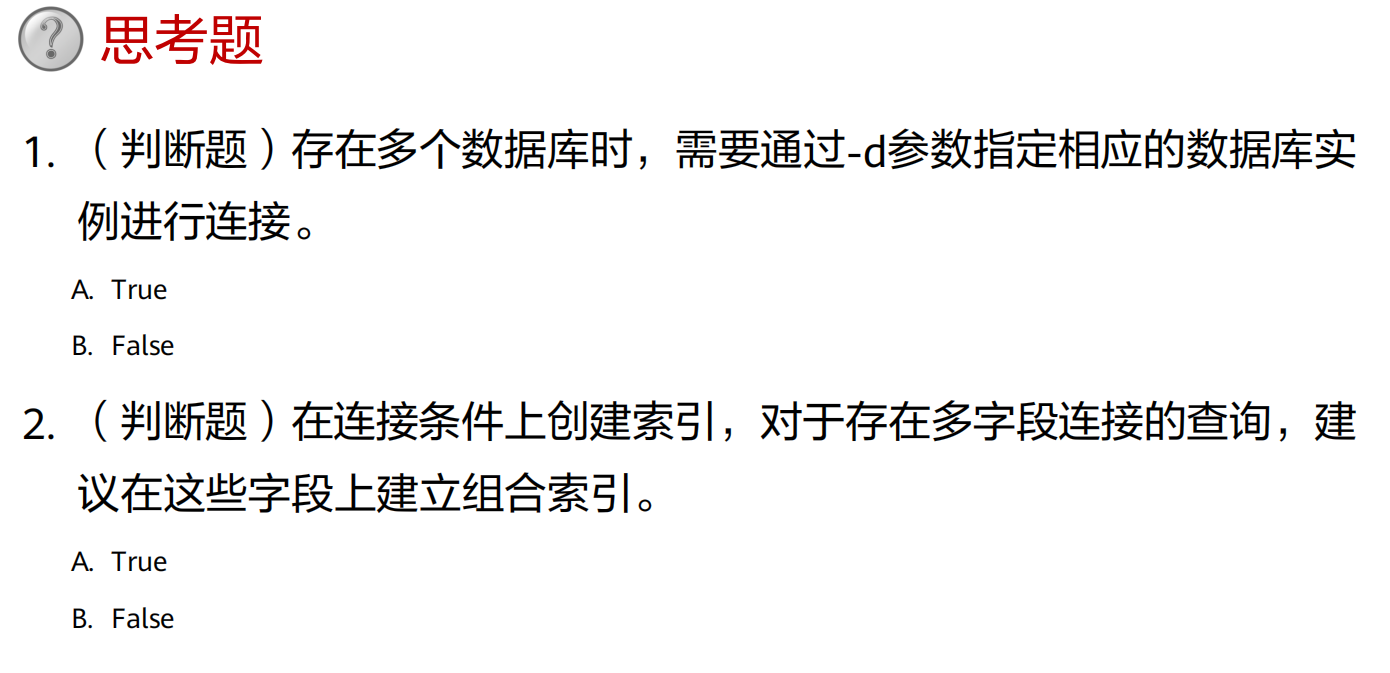 思考题
1. （判断题）存在多个数据库时，需要通过-d参数指定相应的数据库实
例进行连接。
A. True
B. False
2. （判断题）在连接条件上创建索引，对于存在多字段连接的查询，建
议在这些字段上建立组合索引。
A. True
B. False